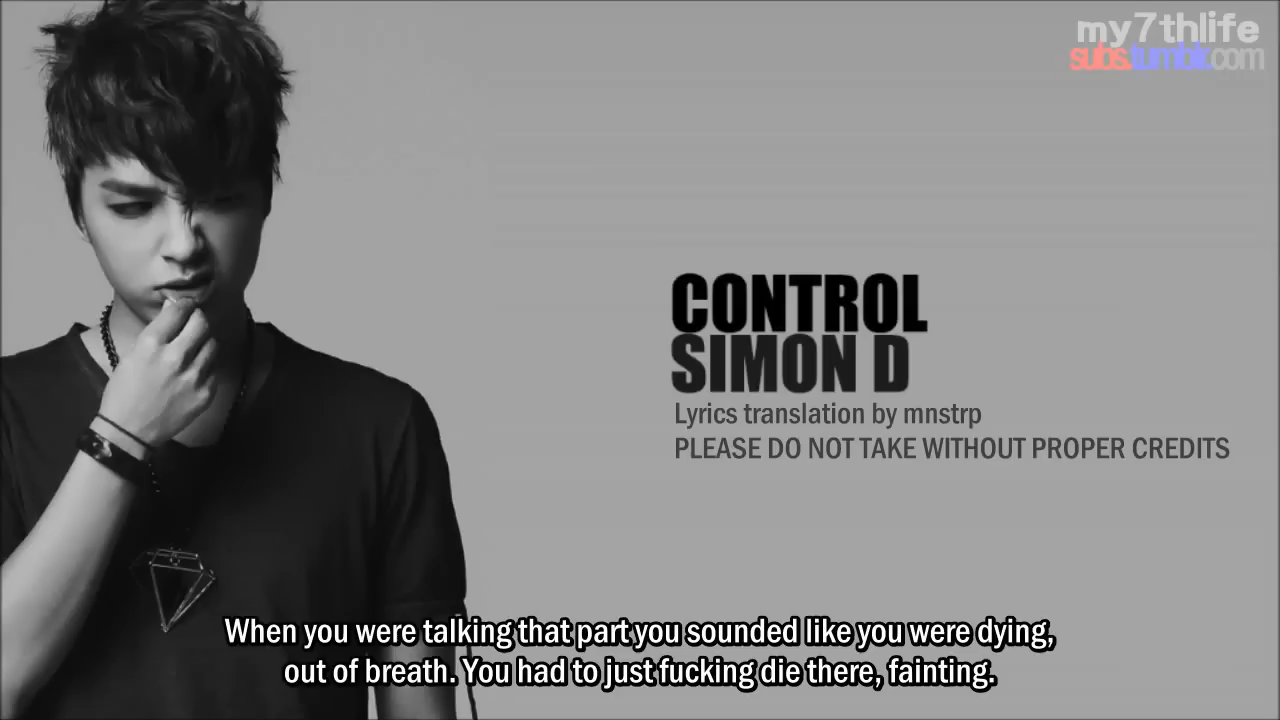 my7thlife
subs.tumblr.com
CONTROL
SIMON D
Lyrics translation by mnstrp
PLEASE DO NOT TAKE WITHOUT PROPER CREDITS
When you were talking that part you sounded like you were dying,
out of breath. You had to just fucking die there, fainting.